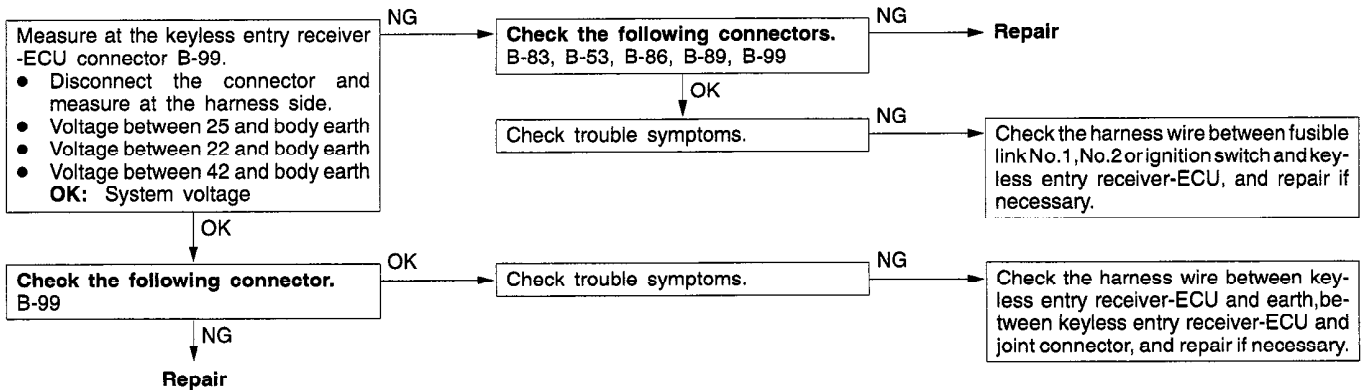 Measure at the keyless entry receiver
-ECU connector B-99.
● Disconnect the connector and
measure at the harness side.
● Voltage between 25 and body earth
● Voltage between 22 and body earth
● Voltage between 42 and body earth
OK: System voltage
NG
Check the following connectors.
B-83, B-53, B-86, B-89, B-99
NG
Repair
OK
Check trouble symptoms.
NG
Check the harness wire between fusible
link No.1, No.2 or ignition switch and key-
less entry receiver-ECU, and repair if
necessary.
OK
Check the following connector.
B-99
OK
Check trouble symptoms.
NG
Check the harness wire between key-
less entry receiver-ECU and earth, be-
tween keyless entry receiver-ECU and
joint connector, and repair if necessary.
NG
Repair